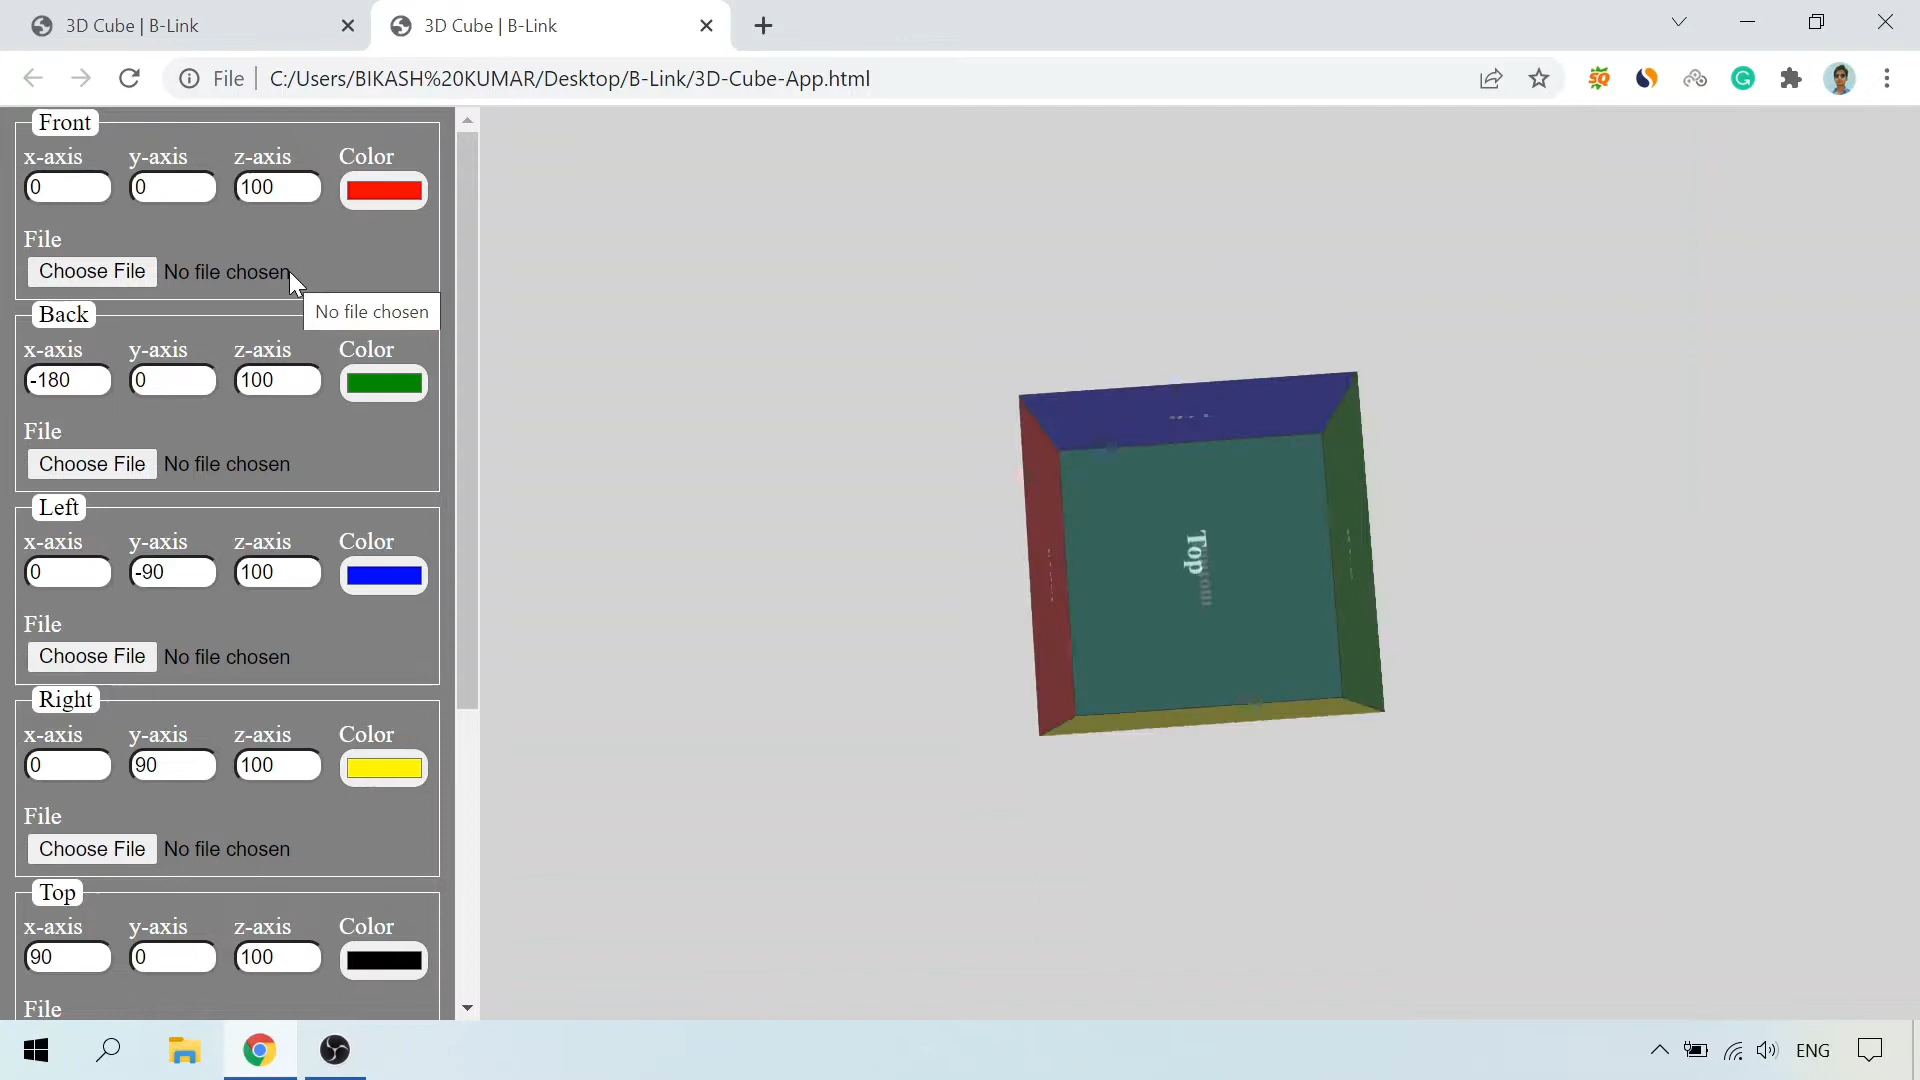 3D Cube | B-Link
3D Cube | B-Link
File
C:/Users/BIKASH%20KUMAR/Desktop/B-Link/3D-Cube-App.html
Front
x-axis y-axis z-axis Color
0 0 100
File
Choose File No file chosen
No file chosen
Back
x-axis y-axis z-axis Color
-180 0 100
File
Choose File No file chosen
Left
x-axis y-axis z-axis Color
0 -90 100
File
Choose File No file chosen
Right
x-axis y-axis z-axis Color
0 90 100
File
Choose File No file chosen
Top
x-axis y-axis z-axis Color
90 0 100
File
Top
ENG